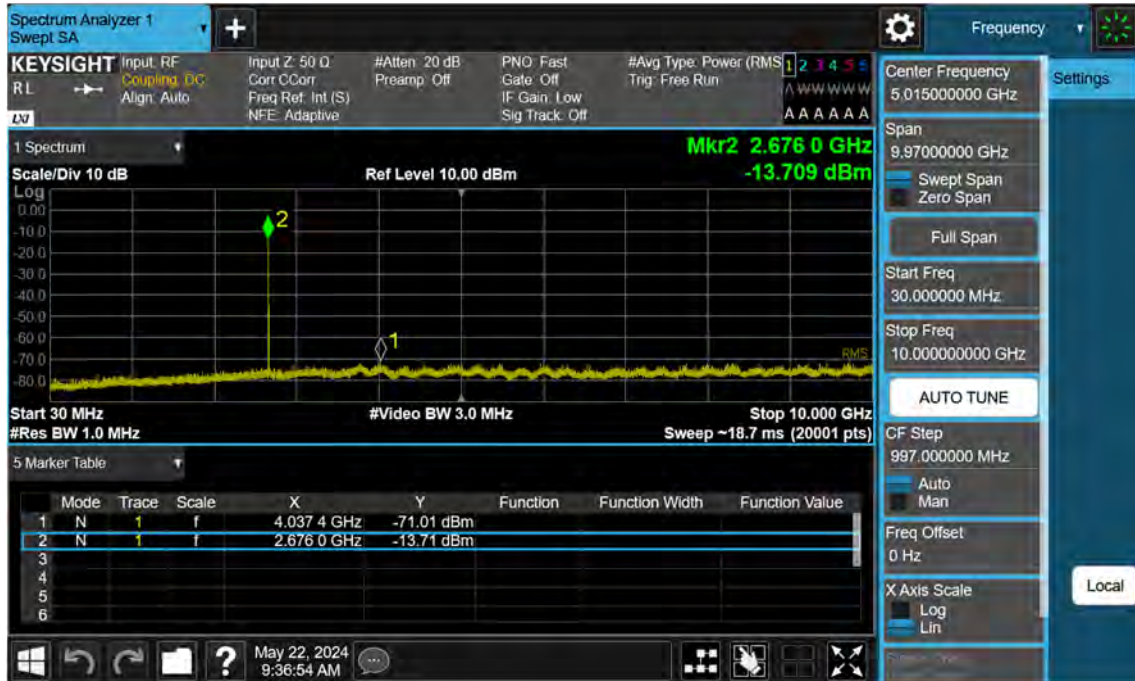 Spectrum Analyzer 1
Swept SA
+
Frequency
KEYSIGHT
RL
LXI
Input: RF
Coupling: DC
Align: Auto
Input Z: 50 Ω
Corr CCorr
Freq Ref: Int (S)
NFE: Adaptive
#Atten: 20 dB
Preamp: Off
PNO: Fast
Gate: Off
IF Gain: Low
Sig Track: Off
#Avg Type: Power (RMS
Trig: Free Run
1 2 3 4 5 6
A W W W W W
A A A A A A
1 Spectrum
Scale/Div 10 dB
Ref Level 10.00 dBm
Mkr2 2.676 0 GHz
-13.709 dBm
Log
0.00
-10.0
-20.0
-30.0
-40.0
-50.0
-60.0
-70.0
-80.0
2
1
RMS
Start 30 MHz
#Video BW 3.0 MHz
Stop 10.000 GHz
#Res BW 1.0 MHz
Sweep ~18.7 ms (20001 pts)
5 Marker Table
Mode Trace Scale X Y Function Function Width Function Value
1 N 1 f 4.037 4 GHz -71.01 dBm
2 N 1 f 2.676 0 GHz -13.71 dBm
3
4
5
6
?
May 22, 2024
9:36:54 AM
Center Frequency
5.015000000 GHz
Span
9.97000000 GHz
Swept Span
Zero Span
Full Span
Start Freq
30.000000 MHz
Stop Freq
10.000000000 GHz
AUTO TUNE
CF Step
997.000000 MHz
Auto
Man
Freq Offset
0 Hz
X Axis Scale
Log
Lin
Settings
Local